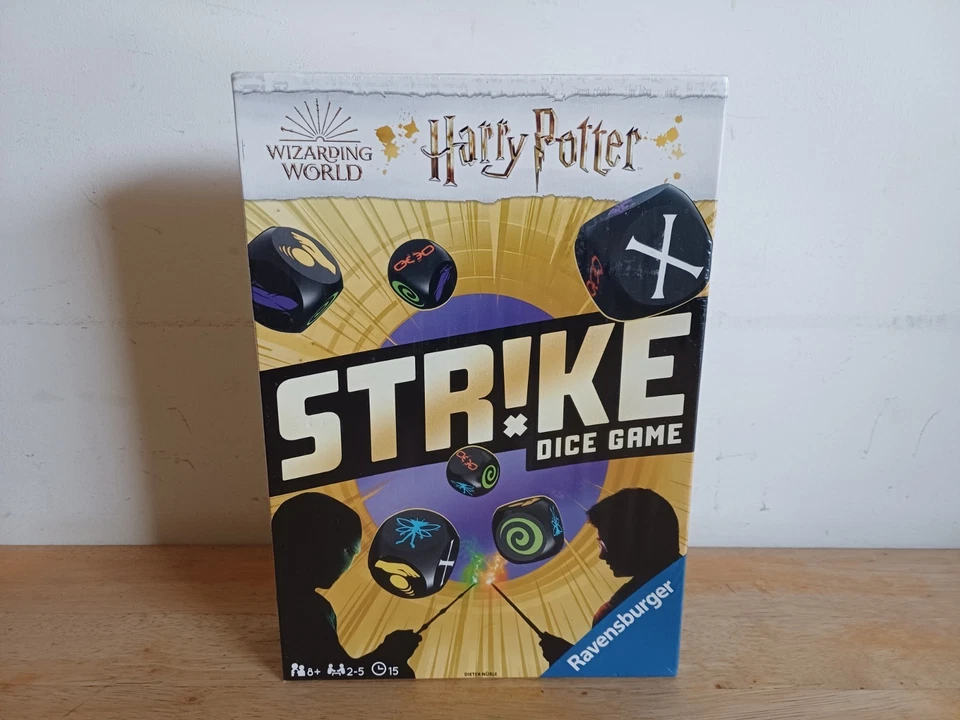 WIZARDING
WORLD
Harry Potter
STR!KE
DICE GAME
Ravensburger
8+ 2-5 15
DIETER NÜßLE